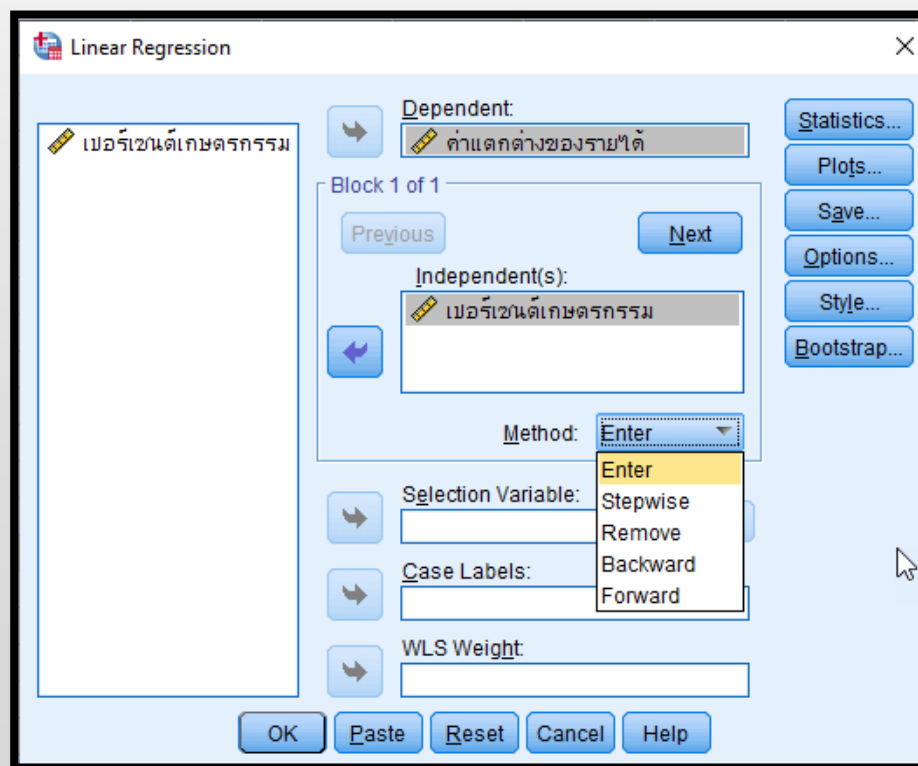 Linear Regression
เปอร์เซนต์เกษตรกรรม
Dependent:
ค่าแตกต่างของรายได้
Block 1 of 1
Previous
Next
Independent(s):
เปอร์เซนต์เกษตรกรรม
Method:
Enter
Enter
Stepwise
Remove
Backward
Forward
Selection Variable:
Case Labels:
WLS Weight:
Statistics...
Plots...
Save...
Options...
Style...
Bootstrap...
OK
Paste
Reset
Cancel
Help